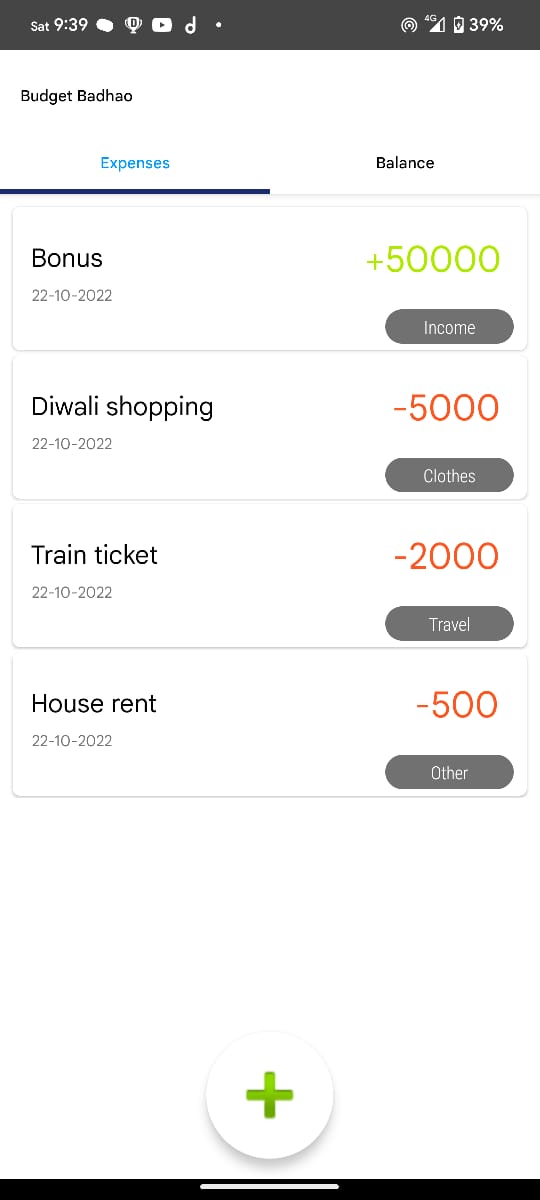 Sat 9:39 4G 39%
Budget Badhao
Expenses Balance
Bonus +50000
22-10-2022
Income
Diwali shopping -5000
22-10-2022
Clothes
Train ticket -2000
22-10-2022
Travel
House rent -500
22-10-2022
Other